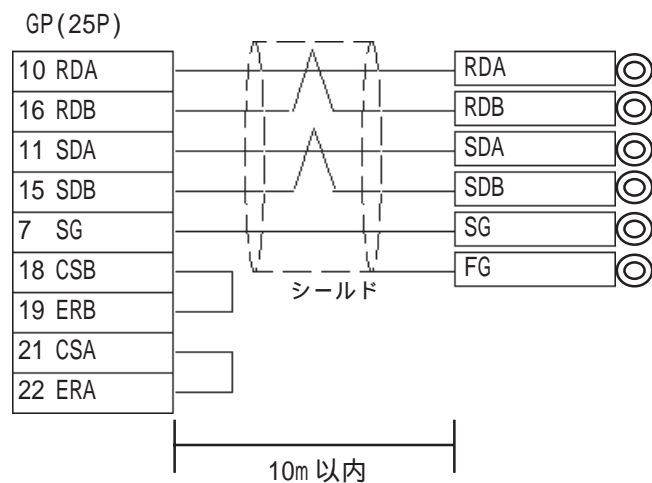 GP(25P)
10 RDA
16 RDB
11 SDA
15 SDB
7 SG
18 CSB
19 ERB
21 CSA
22 ERA
RDA
RDB
SDA
SDB
SG
FG
シールド
10m 以内